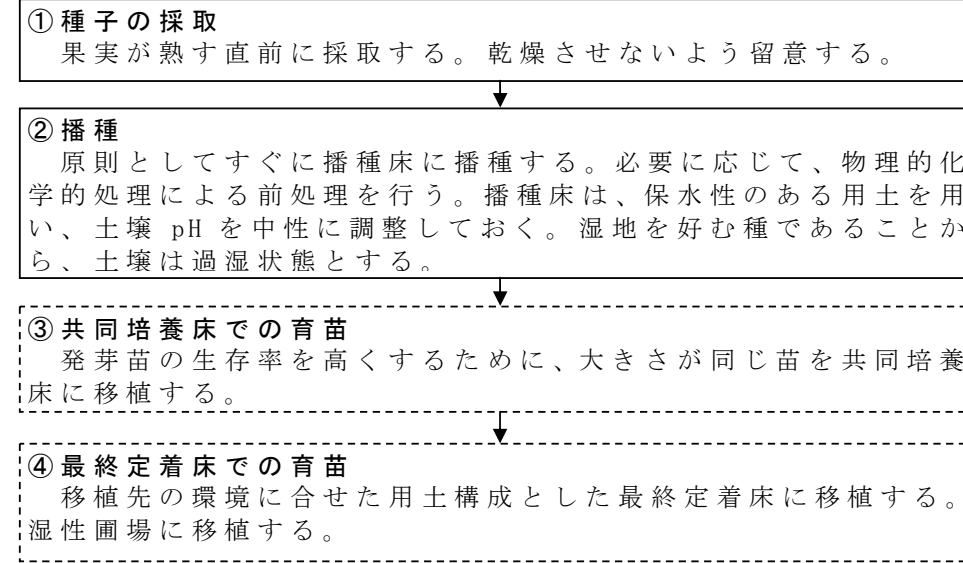 ①種子の採取
果実が熟す直前に採取する。乾燥させないよう留意する。
②播種
原則としてすぐに播種床に播種する。必要に応じて、物理的化
学的処理による前処理を行う。播種床は、保水性のある用土を用
い、土壌 pH を中性に調整しておく。湿地を好む種であることか
ら、土壌は過湿状態とする。
③共同培養床での育苗
発芽苗の生存率を高くするために、大きさが同じ苗を共同培養
床に移植する。
④最終定着床での育苗
移植先の環境に合せた用土構成とした最終定着床に移植する。
湿性圃場に移植する。